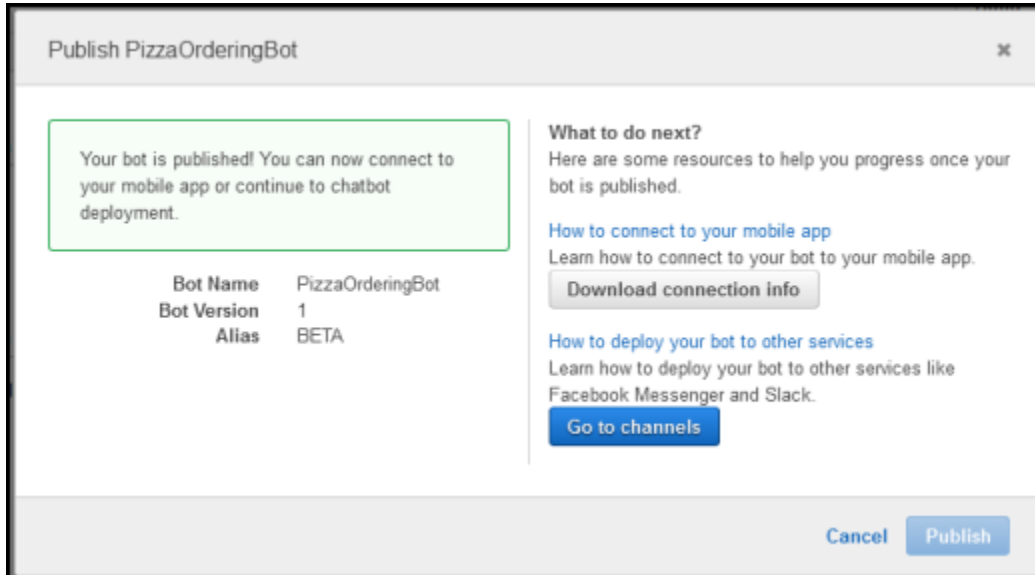 Publish PizzaOrderingBot
Your bot is published! You can now connect to
your mobile app or continue to chatbot
deployment.
Bot Name PizzaOrderingBot
Bot Version 1
Alias BETA
What to do next?
Here are some resources to help you progress once your
bot is published.
How to connect to your mobile app
Learn how to connect to your bot to your mobile app.
Download connection info
How to deploy your bot to other services
Learn how to deploy your bot to other services like
Facebook Messenger and Slack.
Go to channels
Cancel Publish